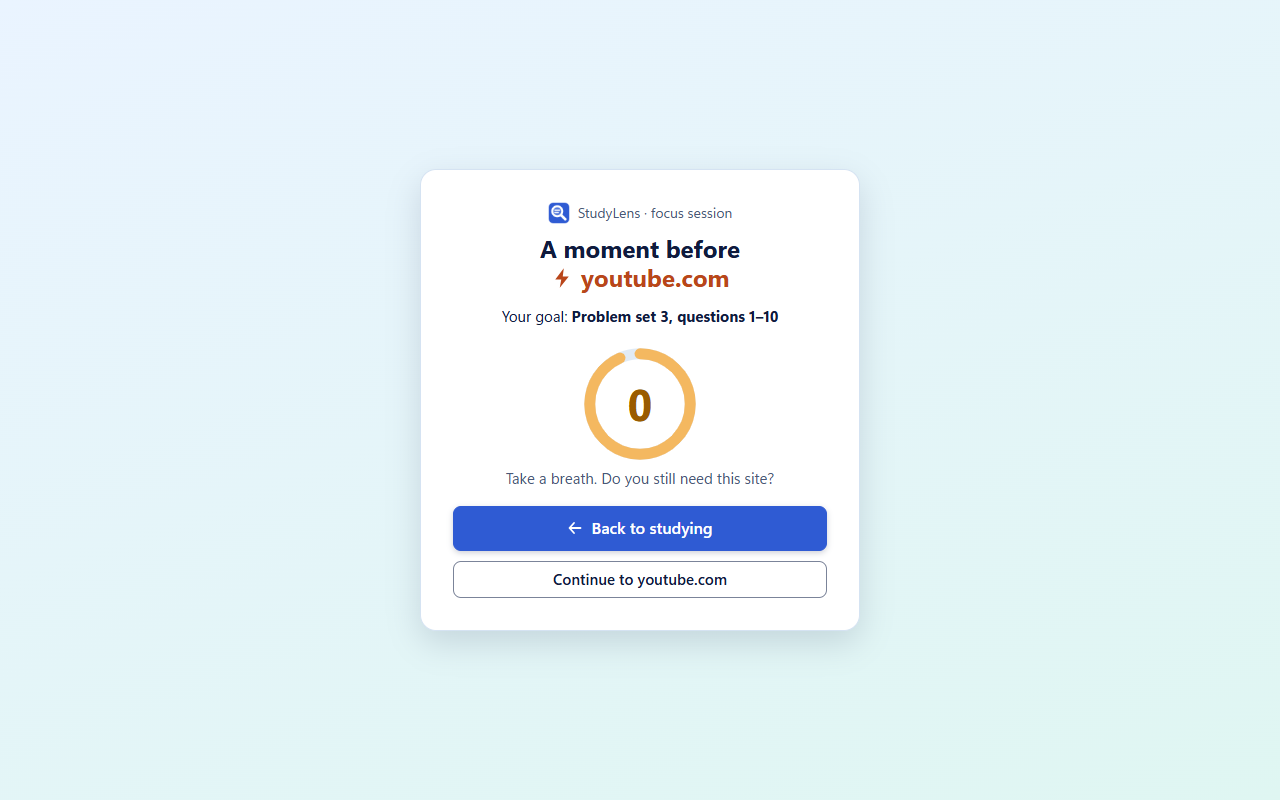 StudyLens · focus session
A moment before
youtube.com
Your goal: Problem set 3, questions 1–10
0
Take a breath. Do you still need this site?
← Back to studying
Continue to youtube.com